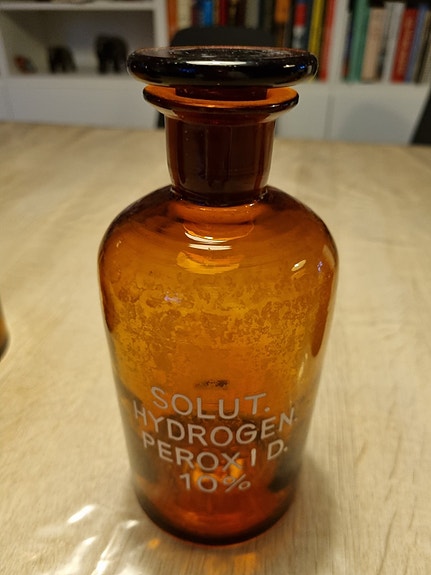 SOLUT.
HYDROGEN.
PEROXID.
10%